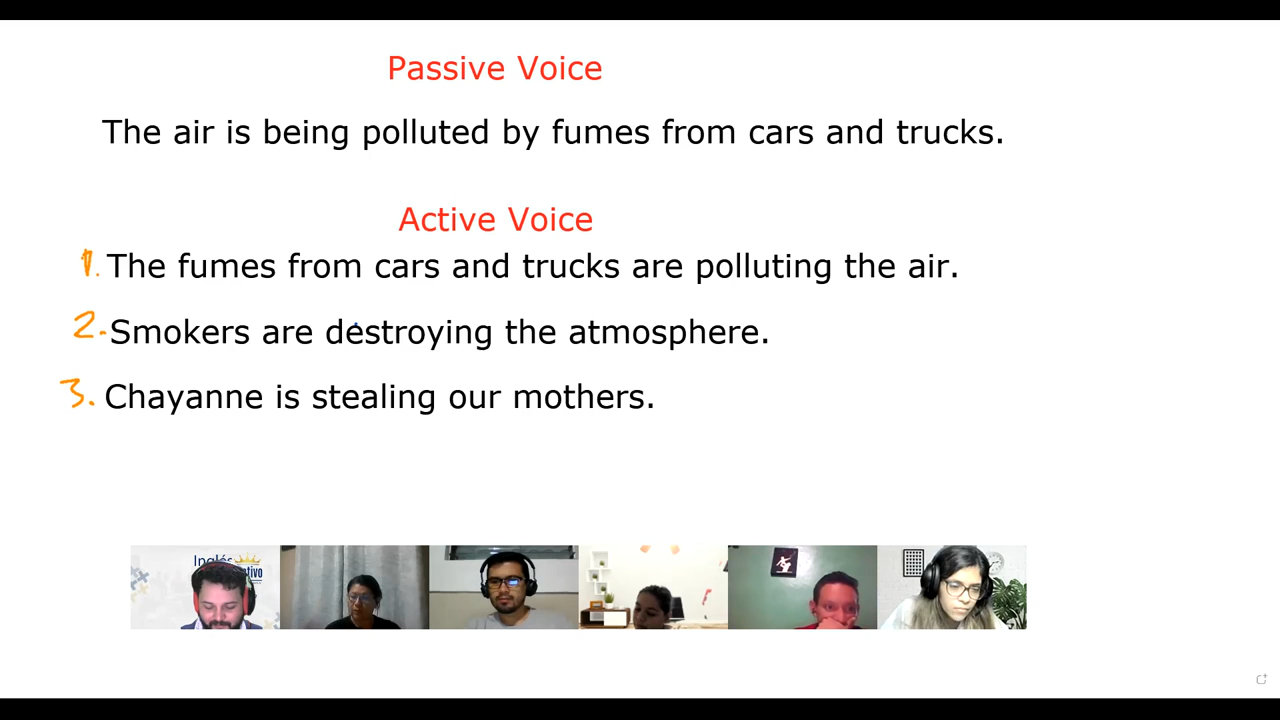 Passive Voice
The air is being polluted by fumes from cars and trucks.
Active Voice
1. The fumes from cars and trucks are polluting the air.
2. Smokers are destroying the atmosphere.
3. Chayanne is stealing our mothers.
Inglés